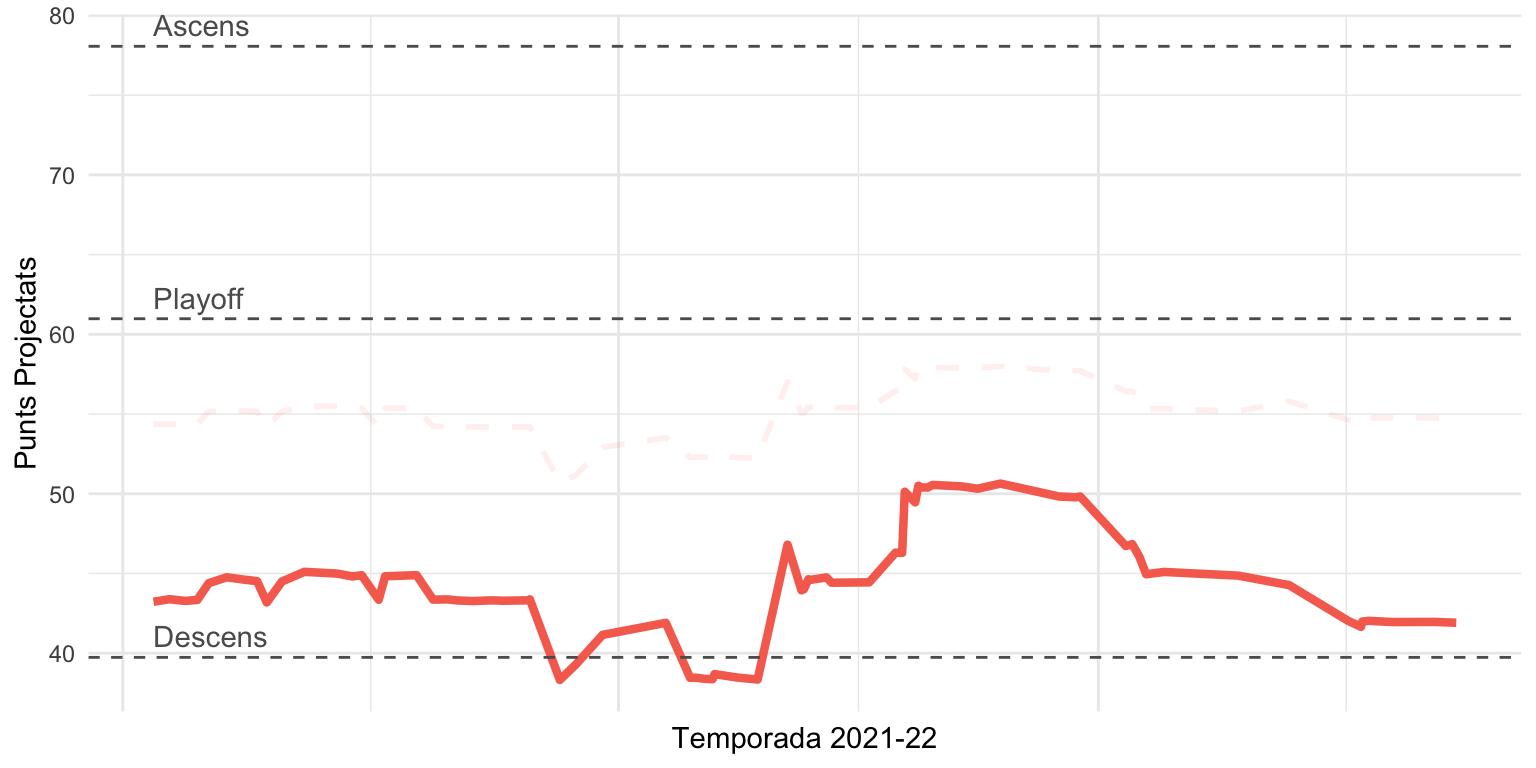 80
Ascens
70
Playoff
60
Punts Projectats
50
Descens
40
Temporada 2021-22